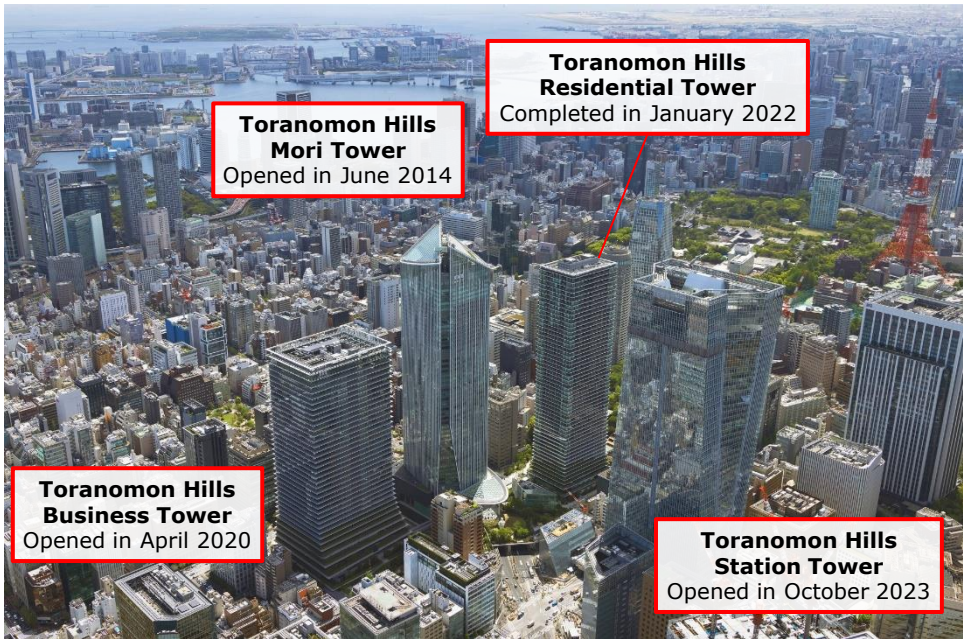 Toranomon Hills
Residential Tower
Completed in January 2022
Toranomon Hills
Mori Tower
Opened in June 2014
Toranomon Hills
Business Tower
Opened in April 2020
Toranomon Hills
Station Tower
Opened in October 2023